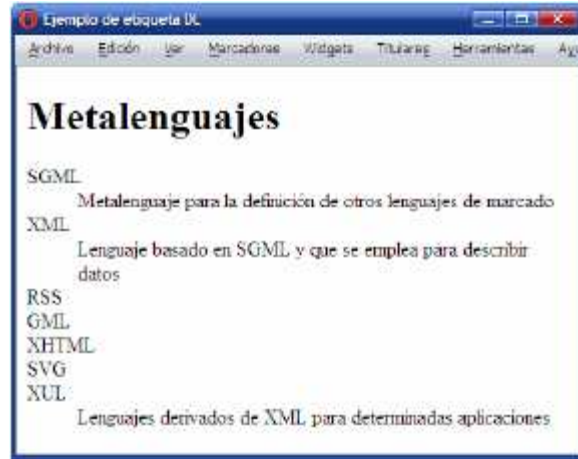 Ejemplo de etiqueta DL
Archivo Edición Ver Marcadores Widgets Titulares Herramientas Ay
Metalenguajes
SGML
Metalenguaje para la definición de otros lenguajes de marcado
XML
Lenguaje basado en SGML y que se emplea para describir
datos
RSS
GML
XHTML
SVG
XUL
Lenguajes derivados de XML para determinadas aplicaciones